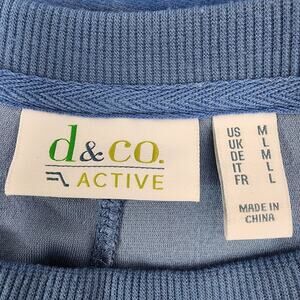 d&co.
ACTIVE
US M
UK M
DE M
IT L
FR L
MADE IN
CHINA